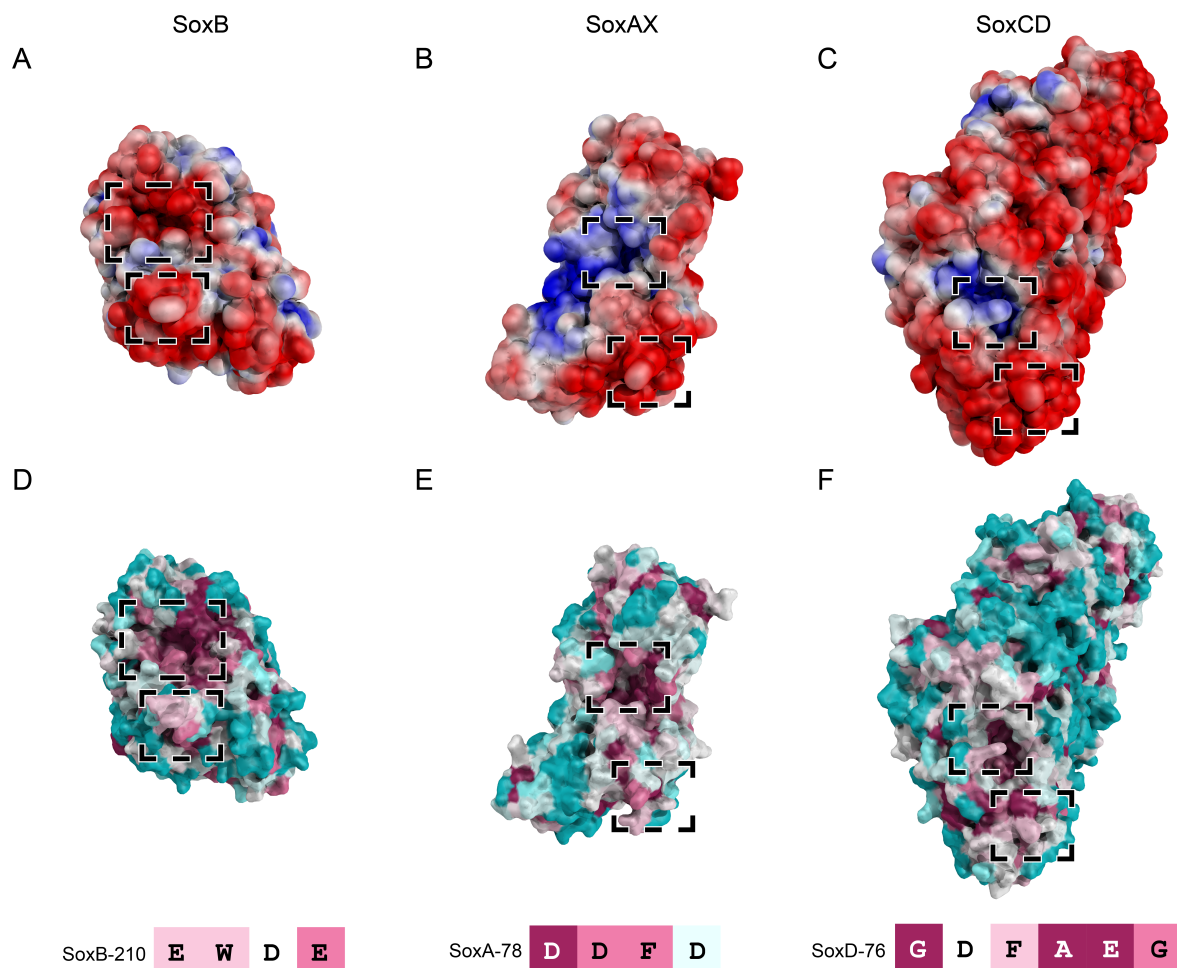 SoxB SoxAX SoxCD
A B C
D E F
SoxB-210 E W D E SoxA-78 D D F D SoxD-76 G D F A E G